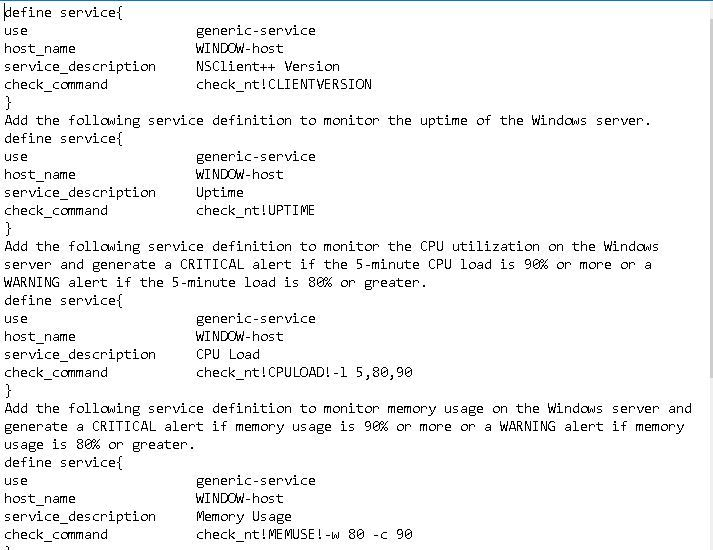 define service{
use generic-service
host_name WINDOW-host
service_description NSClient++ Version
check_command check_nt!CLIENTVERSION
}
Add the following service definition to monitor the uptime of the Windows server.
define service{
use generic-service
host_name WINDOW-host
service_description Uptime
check_command check_nt!UPTIME
}
Add the following service definition to monitor the CPU utilization on the Windows
server and generate a CRITICAL alert if the 5-minute CPU load is 90% or more or a
WARNING alert if the 5-minute load is 80% or greater.
define service{
use generic-service
host_name WINDOW-host
service_description CPU Load
check_command check_nt!CPULOAD!-l 5,80,90
}
Add the following service definition to monitor memory usage on the Windows server and
generate a CRITICAL alert if memory usage is 90% or more or a WARNING alert if memory
usage is 80% or greater.
define service{
use generic-service
host_name WINDOW-host
service_description Memory Usage
check_command check_nt!MEMUSE!-w 80 -c 90
}